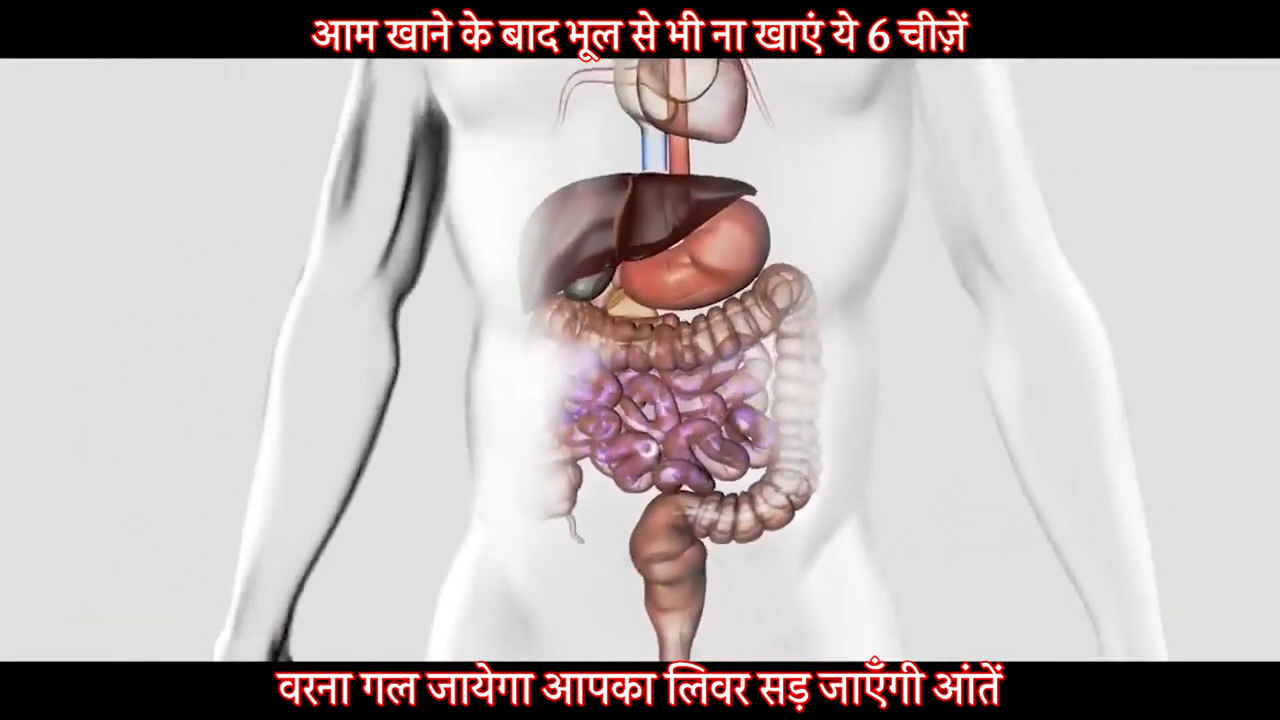 आम खाने के बाद भूल से भी ना खाएं ये 6 चीज़ें
वरना गल जायेगा आपका लिवर सड़ जाएँगी आंतें